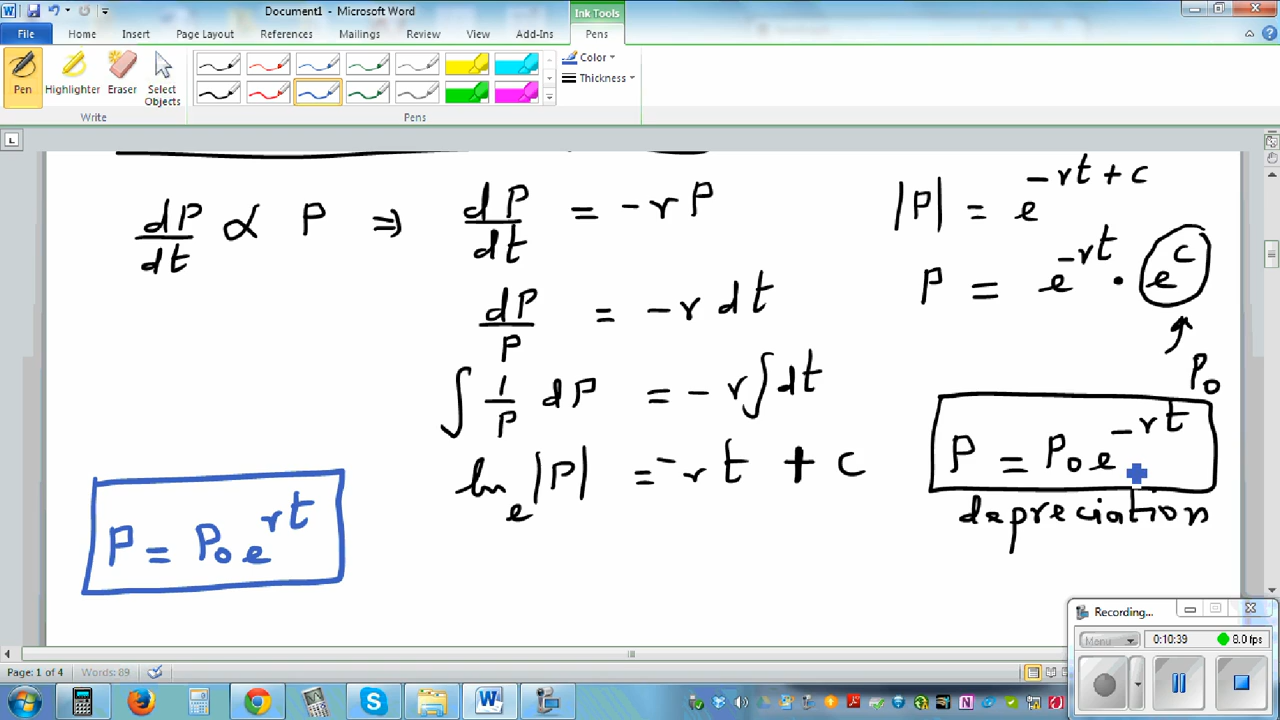 Document1 - Microsoft Word
Ink Tools
File Home Insert Page Layout References Mailings Review View Add-Ins Pens
Pen Highlighter Eraser Select Objects
Color
Thickness
Write
Pens
L
dP/dt ∝ P ⇒ dP/dt = -rP
dP/P = -r dt
∫ 1/P dP = -r∫dt
ln_e |P| = -rt + c
|P| = e^(-rt+c)
P = e^(-rt) · e^c
↑
P₀
P = P₀e^(-rt)
depreciation
P = P₀e^(rt)
Recording...
Menu
0:10:39
8.0 fps
Page: 1 of 4 Words: 89